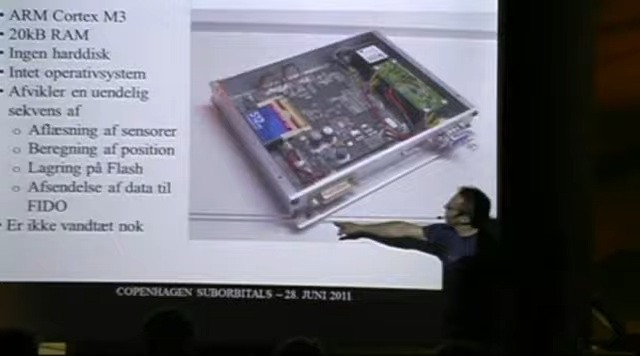 • ARM Cortex M3
• 20kB RAM
• Ingen harddisk
• Intet operativsystem
• Afvikler en uendelig
sekvens af
o Aflæsning af sensorer
o Beregning af position
o Lagring på Flash
o Afsendelse af data til
FIDO
• Er ikke vandtæt nok
COPENHAGEN SUBORBITALS – 28. JUNI 2011